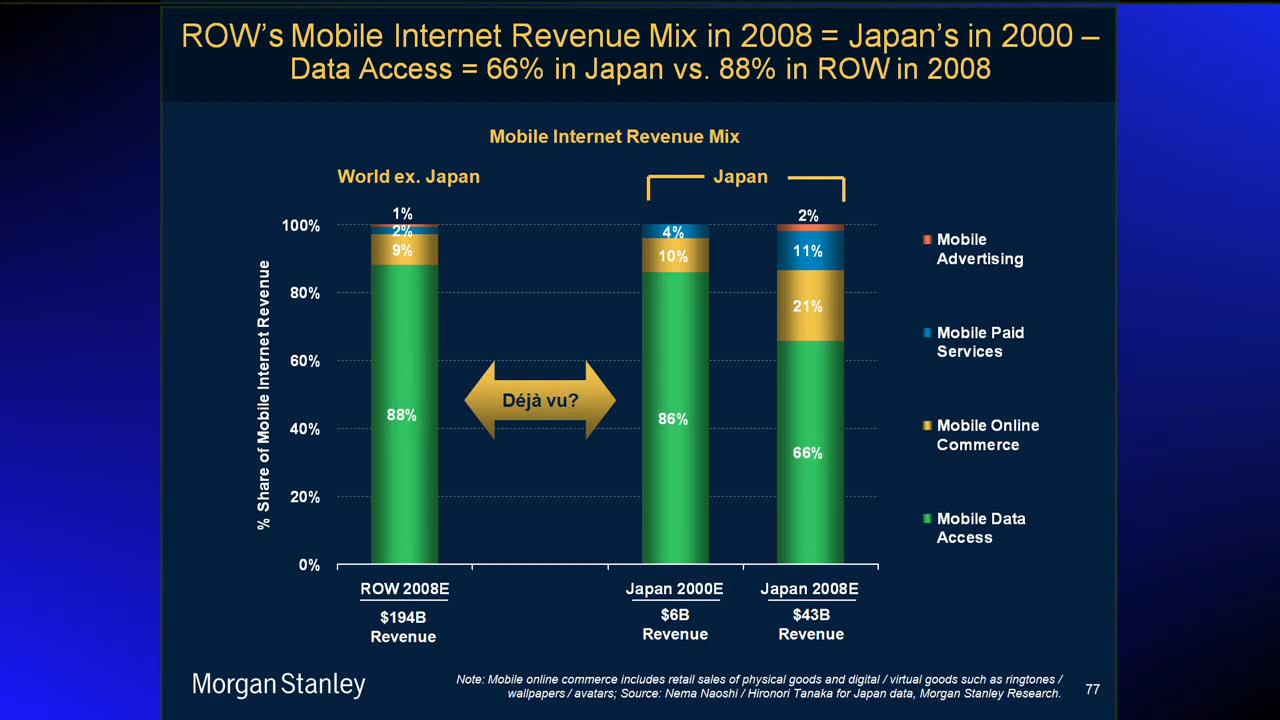 ROW’s Mobile Internet Revenue Mix in 2008 = Japan’s in 2000 –
Data Access = 66% in Japan vs. 88% in ROW in 2008
Mobile Internet Revenue Mix
World ex. Japan
Japan
% Share of Mobile Internet Revenue
100%
80%
60%
40%
20%
0%
1%
2%
9%
88%
Déjà vu?
4%
10%
86%
2%
11%
21%
66%
Mobile
Advertising
Mobile Paid
Services
Mobile Online
Commerce
Mobile Data
Access
ROW 2008E
$194B
Revenue
Japan 2000E
$6B
Revenue
Japan 2008E
$43B
Revenue
Morgan Stanley
Note: Mobile online commerce includes retail sales of physical goods and digital / virtual goods such as ringtones /
wallpapers / avatars; Source: Nema Naoshi / Hironori Tanaka for Japan data, Morgan Stanley Research.
77